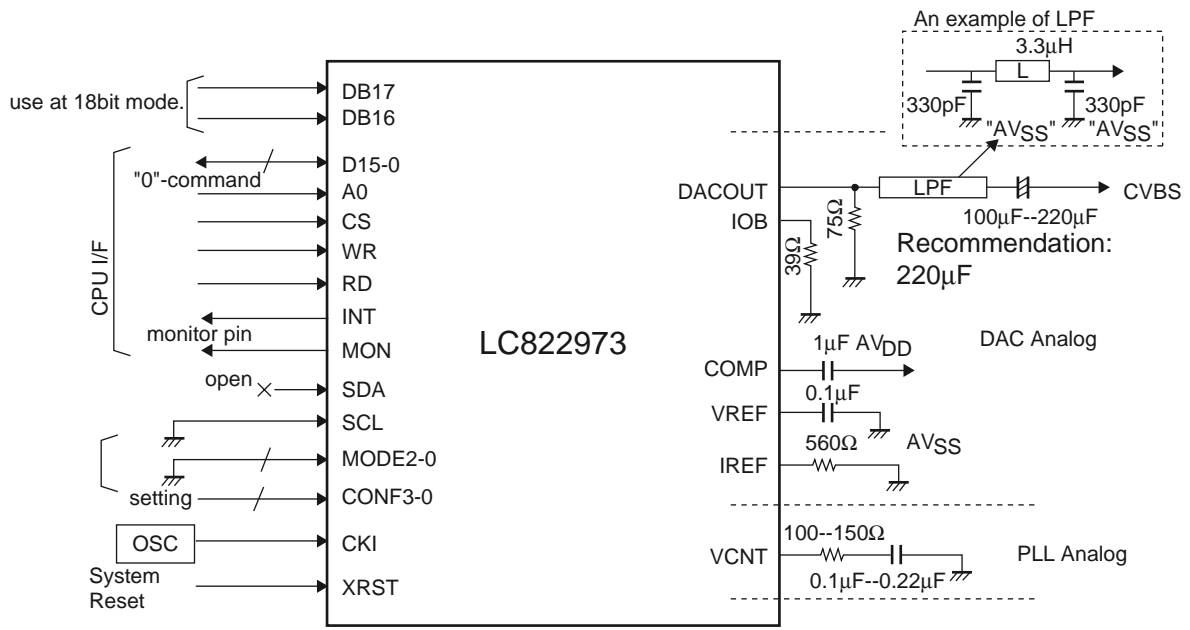 An example of LPF
3.3µH
L
330pF
330pF
"AVSS"
"AVSS"
use at 18bit mode.
DB17
DB16
CPU I/F
D15-0
"0"-command
A0
CS
WR
RD
INT
monitor pin
MON
open
SDA
SCL
MODE2-0
setting
CONF3-0
OSC
CKI
System
Reset
XRST
LC822973
DACOUT
LPF
CVBS
IOB
75Ω
39Ω
100µF--220µF
Recommendation:
220µF
DAC Analog
1µF AVDD
COMP
0.1µF
VREF
560Ω
AVSS
IREF
100--150Ω
VCNT
0.1µF--0.22µF
PLL Analog